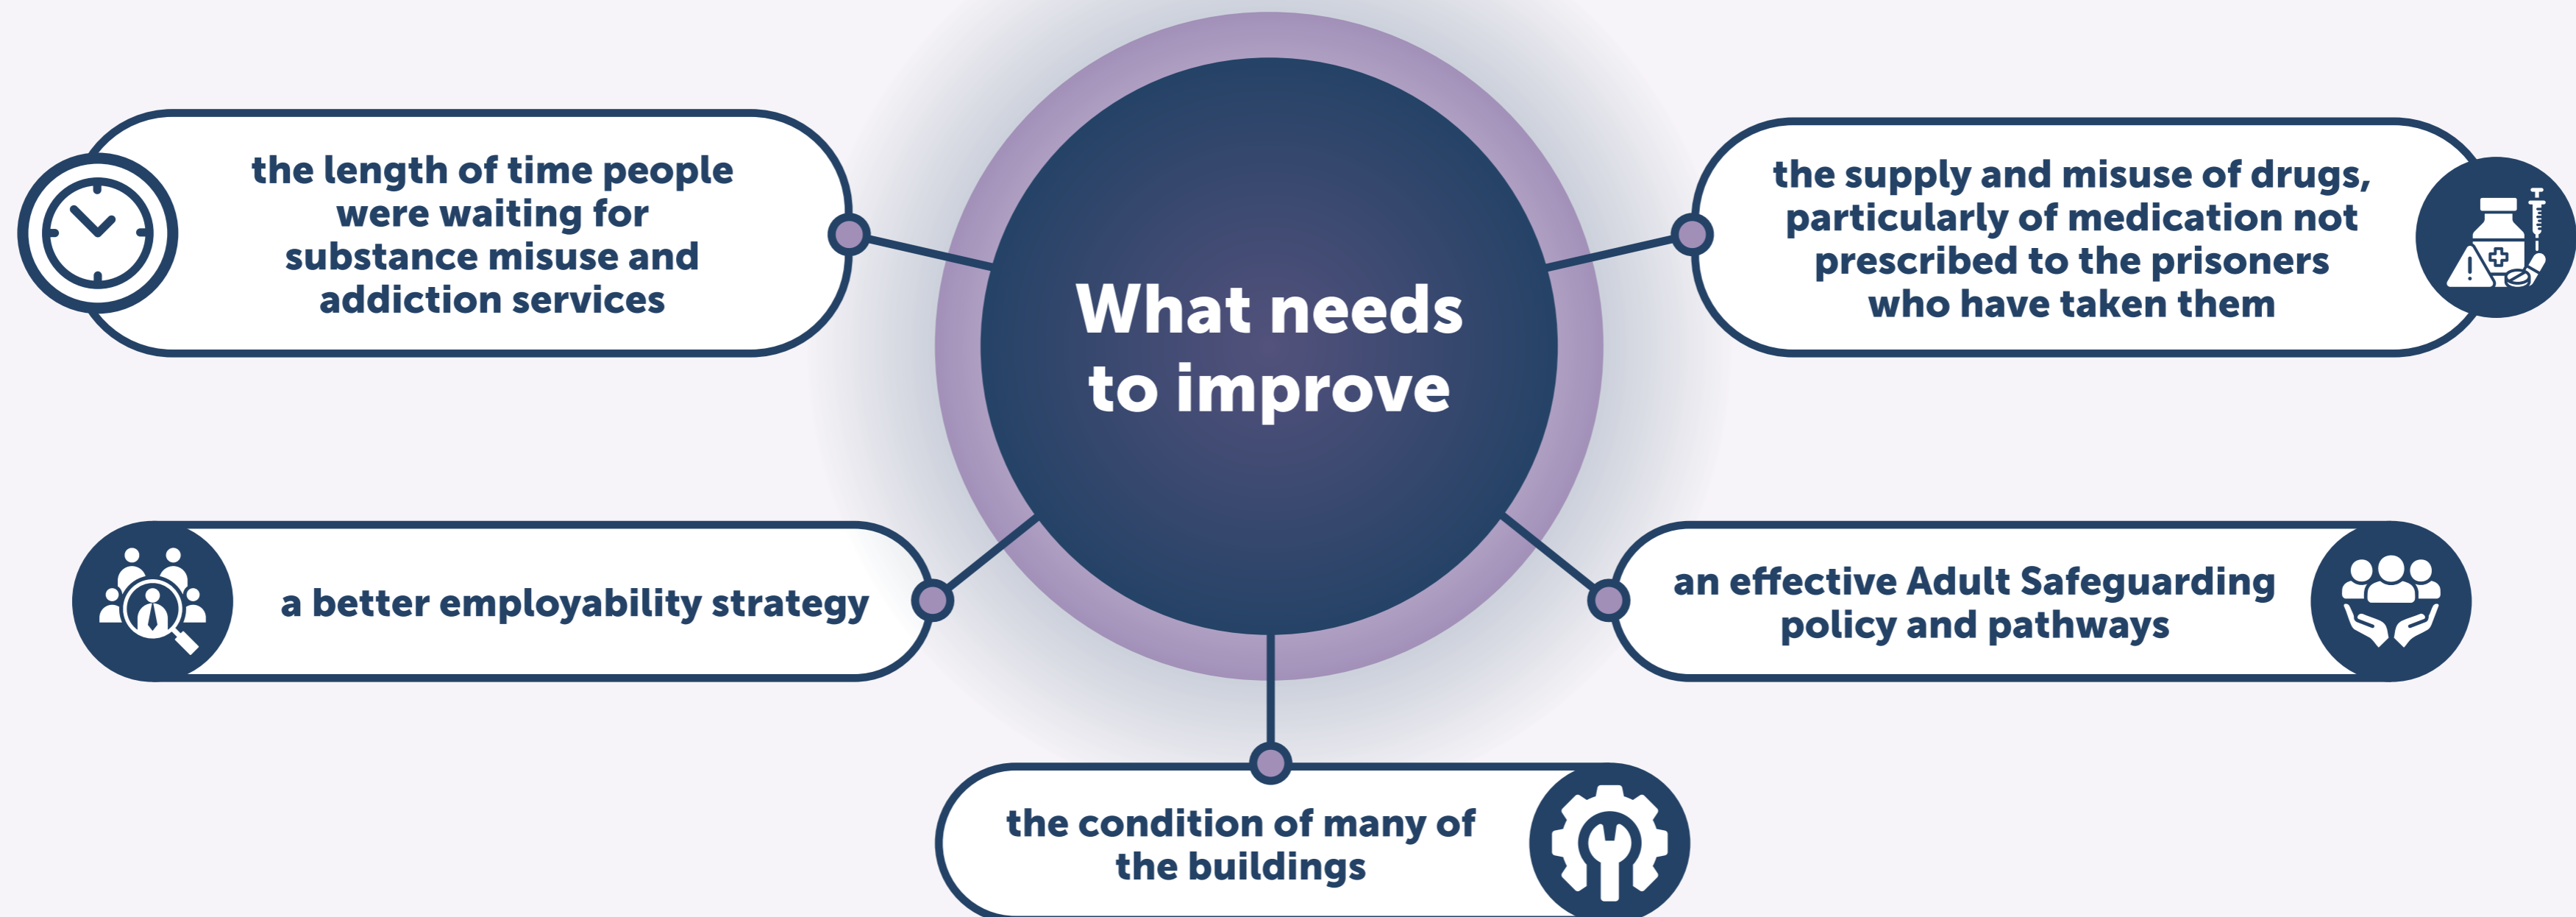 What needs
to improve
the length of time people
were waiting for
substance misuse and
addiction services
the supply and misuse of drugs,
particularly of medication not
prescribed to the prisoners
who have taken them
a better employability strategy
an effective Adult Safeguarding
policy and pathways
the condition of many of
the buildings